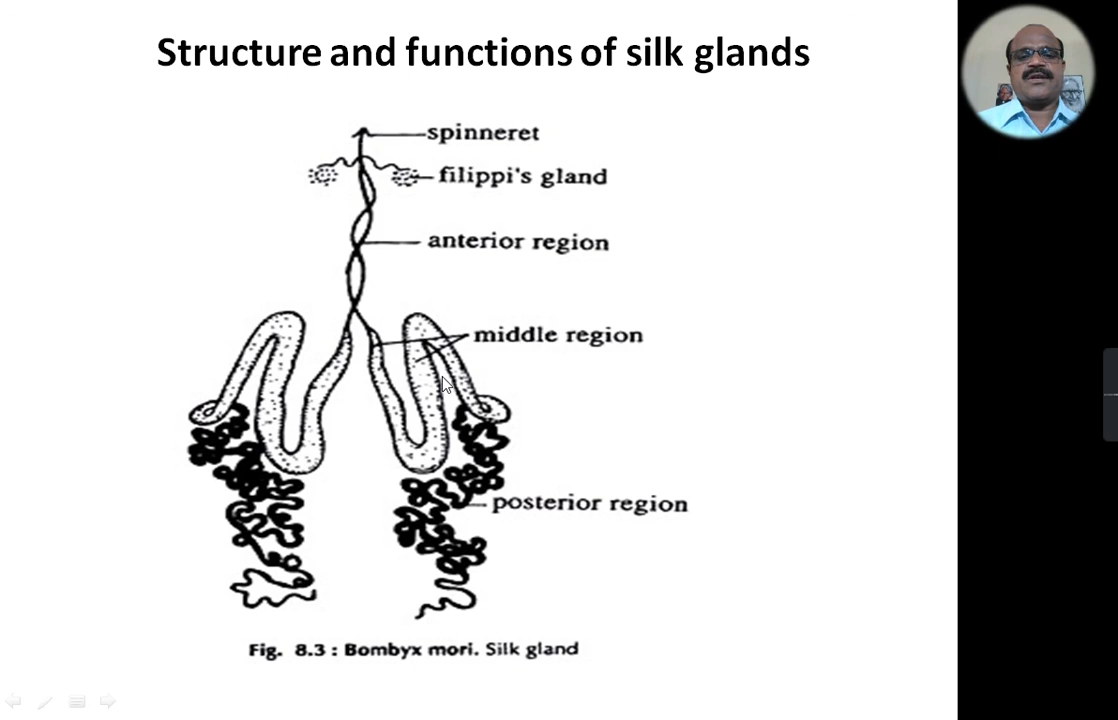 Structure and functions of silk glands
spinneret
filippi's gland
anterior region
middle region
posterior region
Fig. 8.3 : Bombyx mori. Silk gland